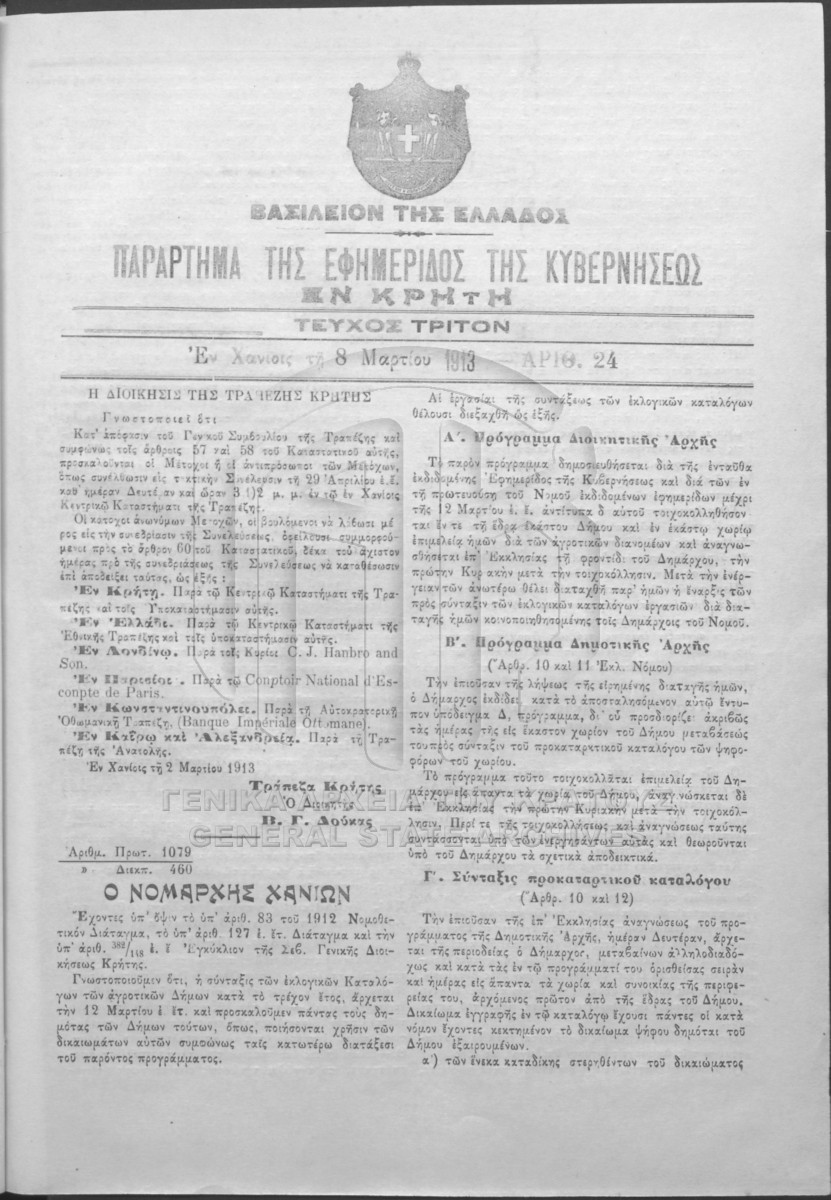 ΒΑΣΙΛΕΙΟΝ ΤΗΣ ΕΛΛΑΔΟΣ
ΠΑΡΑΡΤΗΜΑ ΤΗΣ ΕΦΗΜΕΡΙΔΟΣ ΤΗΣ ΚΥΒΕΡΝΗΣΕΩΣ
ΕΝ ΚΡΗΤΗ
ΤΕΥΧΟΣ ΤΡΙΤΟΝ
Ἐν Χανίοις τῇ 8 Μαρτίου 1913 — ΑΡΙΘ. 24
Η ΔΙΟΙΚΗΣΙΣ ΤΗΣ ΤΡΑΠΕΖΗΣ ΚΡΗΤΗΣ
Γνωστοποιεῖ ὅτι
Κατ' ἀπόφασιν τοῦ Γενικοῦ Συμβουλίου τῆς Τραπέζης καὶ
συμφώνως τοῖς ἄρθροις 57 καὶ 58 τοῦ Καταστατικοῦ αὐτῆς,
προσκαλοῦνται οἱ Μέτοχοι ἢ οἱ ἀντιπρόσωποι τῶν Μετόχων,
ὅπως συνέλθωσιν εἰς τακτικὴν Συνέλευσιν τῇ 29 Ἀπριλίου ἐ.ἔ.
καθ' ἡμέραν Δευτέραν καὶ ὥραν 3 1)2 μ. μ. ἐν τῷ ἐν Χανίοις
Κεντρικῷ Καταστήματι τῆς Τραπέζης.
Οἱ κάτοχοι ἀνωνύμων Μετοχῶν, οἱ βουλόμενοι νὰ λάβωσι μέ
ρος εἰς τὴν συνεδρίασιν τῆς Συνελεύσεως, ὀφείλουσι συμμορφού
μενοι πρὸς τὸ ἄρθρον 60 τοῦ Καταστατικοῦ, δέκα τοὐλάχιστον
ἡμέρας πρὸ τῆς συνεδριάσεως τῆς Συνελεύσεως νὰ καταθέσωσιν
ἐπὶ ἀποδείξει ταύτας, ὡς ἑξῆς :
Ἐν Κρήτῃ. Παρὰ τῷ Κεντρικῷ Καταστήματι τῆς Τρα-
πέζης καὶ τοῖς Ὑποκαταστήμασιν αὐτῆς.
Ἐν Ἑλλάδι. Παρὰ τῷ Κεντρικῷ Καταστήματι τῆς
Ἐθνικῆς Τραπέζης καὶ τοῖς ὑποκαταστήμασιν αὐτῆς.
Ἐν Λονδίνῳ. Παρὰ τοῖς Κυρίοις C. J. Hanbro and
Son.
Ἐν Παρισίοις. Παρὰ τῷ Comptoir National d'Es-
conpte de Paris.
Ἐν Κωνσταντινουπόλει. Παρὰ τῇ Αὐτοκρατορικῇ
Ὀθωμανικῇ Τραπέζῃ. (Banque Impériale Ottomane).
Ἐν Καΐρῳ καὶ Ἀλεξανδρείᾳ. Παρὰ τῇ Τρα-
πέζῃ τῆς Ἀνατολῆς.
Ἐν Χανίοις τῇ 2 Μαρτίου 1913
Τράπεζα Κρήτης
Ὁ Διοικητὴς
Β. Γ. Δούκας
Ἀριθμ. Πρωτ. 1079
» Διεκπ. 460
Ο ΝΟΜΑΡΧΗΣ ΧΑΝΙΩΝ
Ἔχοντες ὑπ' ὄψιν τὸ ὑπ' ἀριθ. 83 τοῦ 1912 Νομοθε-
τικὸν Διάταγμα, τὸ ὑπ' ἀριθ. 127 ἐ. ἔτ. Διάταγμα καὶ τὴν
ὑπ' ἀριθ. 382/148 ἐ. ἔ. Ἐγκύκλιον τῆς Σεβ. Γενικῆς Διοι-
κήσεως Κρήτης.
Γνωστοποιοῦμεν ὅτι, ἡ σύνταξις τῶν ἐκλογικῶν Καταλό-
γων τῶν ἀγροτικῶν Δήμων κατὰ τὸ τρέχον ἔτος, ἄρχεται
τὴν 12 Μαρτίου ἐ. ἔτ. καὶ προσκαλοῦμεν πάντας τοὺς δη-
μότας τῶν Δήμων τούτων, ὅπως, ποιήσονται χρῆσιν τῶν
δικαιωμάτων αὐτῶν συμφώνως ταῖς κατωτέρω διατάξεσι
τοῦ παρόντος προγράμματος.
Αἱ ἐργασίαι τῆς συντάξεως τῶν ἐκλογικῶν καταλόγων
θέλουσι διεξαχθῆ ὡς ἑξῆς.
Α΄. Πρόγραμμα Διοικητικῆς Ἀρχῆς
Τὸ παρὸν πρόγραμμα δημοσιευθήσεται διὰ τῆς ἐνταῦθα
ἐκδιδομένης Ἐφημερίδος τῆς Κυβερνήσεως καὶ διὰ τῶν ἐν
τῇ πρωτευούσῃ τοῦ Νομοῦ ἐκδιδομένων ἐφημερίδων μέχρι
τῆς 12 Μαρτίου ἐ. ἔ. ἀντίτυπα δ αὐτοῦ τοιχοκολληθήσον-
ται ἔν τε τῇ ἕδρᾳ ἑκάστου Δήμου καὶ ἐν ἑκάστῳ χωρίῳ
ἐπιμελείᾳ ἡμῶν διὰ τῶν ἀγροτικῶν διανομέων καὶ ἀναγνω-
σθήσεται ἐπ' Ἐκκλησίας τῇ φροντίδι τοῦ Δημάρχου, τὴν
πρώτην Κυριακὴν μετὰ τὴν τοιχοκόλλησιν. Μετὰ τὴν ἐνέρ-
γειαν τῶν ἀνωτέρω θέλει διαταχθῆ παρ' ἡμῶν ἡ ἔναρξις τῶν
πρὸς σύνταξιν τῶν ἐκλογικῶν καταλόγων ἐργασιῶν διὰ δια-
ταγῆς ἡμῶν κοινοποιηθησομένης τοῖς Δημάρχοις τοῦ Νομοῦ.
Β΄. Πρόγραμμα Δημοτικῆς Ἀρχῆς
(Ἄρθρ. 10 καὶ 11 Ἐκλ. Νόμου)
Τὴν ἐπιοῦσαν τῆς λήψεως τῆς εἰρημένης διαταγῆς ἡμῶν,
ὁ Δήμαρχος ἐκδίδει κατὰ τὸ ἀποσταλησόμενον αὐτῷ ἔντυ-
πον ὑπόδειγμα Δ, πρόγραμμα, δι' οὗ προσδιορίζει ἀκριβῶς
τὰς ἡμέρας τῆς εἰς ἕκαστον χωρίον τοῦ Δήμου μεταβάσεώς
του πρὸς σύνταξιν τοῦ προκαταρκτικοῦ καταλόγου τῶν ψηφο-
φόρων τοῦ χωρίου.
Τὸ πρόγραμμα τοῦτο τοιχοκολλᾶται ἐπιμελείᾳ τοῦ Δη-
μάρχου εἰς ἅπαντα τὰ χωρία τοῦ Δήμου, ἀναγινώσκεται δὲ
ἐπ' Ἐκκλησίας τὴν πρώτην Κυριακὴν μετὰ τὴν τοιχοκόλ-
λησιν. Περί τε τῆς τοιχοκολλήσεως καὶ ἀναγνώσεως ταύτης
συντάσσονται ὑπὸ τῶν ἐνεργησάντων αὐτὰς καὶ θεωροῦνται
ὑπὸ τοῦ Δημάρχου τὰ σχετικὰ ἀποδεικτικά.
Γ΄. Σύνταξις προκαταρτικοῦ καταλόγου
(Ἄρθρ. 10 καὶ 12)
Τὴν ἐπιοῦσαν τῆς ἐπ' Ἐκκλησίας ἀναγνώσεως τοῦ προ-
γράμματος τῆς Δημοτικῆς Ἀρχῆς, ἡμέραν Δευτέραν, ἄρχε-
ται τῆς περιοδείας ὁ Δήμαρχος, μεταβαίνων ἀλληλοδιαδό-
χως καὶ κατὰ τὰς ἐν τῷ προγράμματί του ὁρισθείσας σειρὰν
καὶ ἡμέρας εἰς ἅπαντα τὰ χωρία καὶ συνοικίας τῆς περιφε-
ρείας του, ἀρχόμενος πρῶτον ἀπὸ τῆς ἕδρας τοῦ Δήμου.
Δικαίωμα ἐγγραφῆς ἐν τῷ καταλόγῳ ἔχουσι πάντες οἱ κατὰ
νόμον ἔχοντες κεκτημένον τὸ δικαίωμα ψήφου δημόται τοῦ
Δήμου ἐξαιρουμένων.
α΄) τῶν ἕνεκα καταδίκης στερηθέντων τοῦ δικαιώματος
ΓΕΝΙΚΑ ΑΡΧΕΙΑ
GENERAL STATE